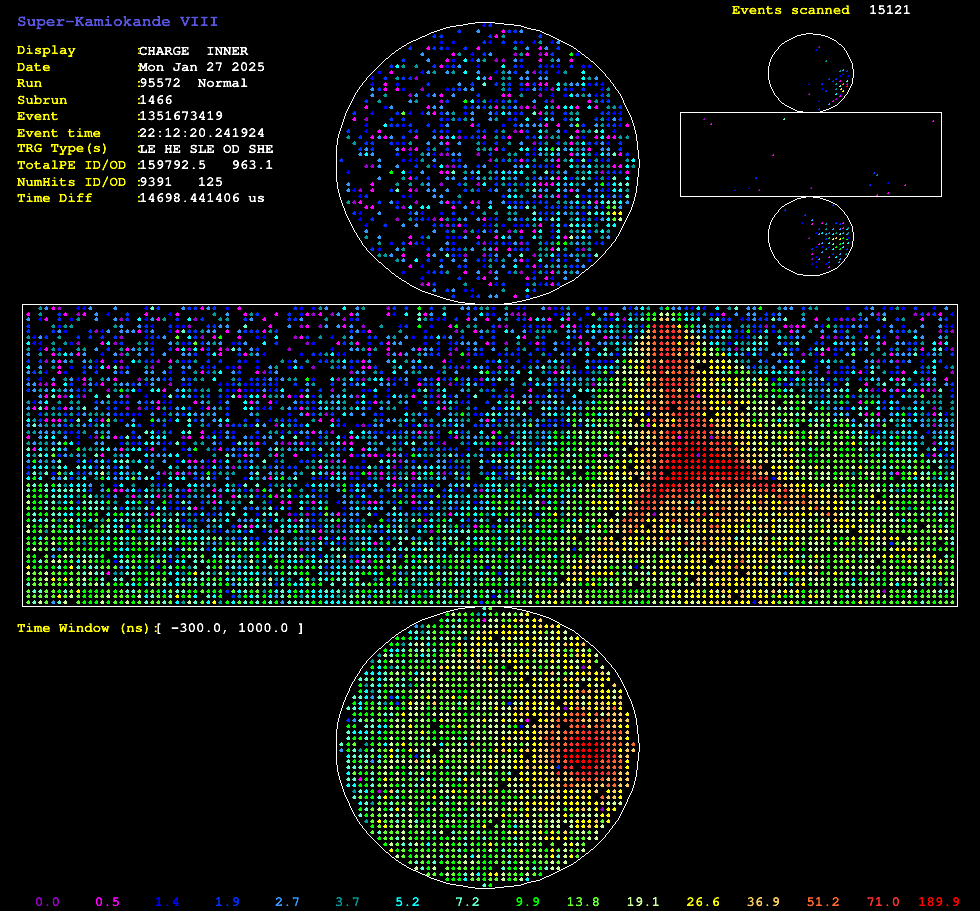 Super-Kamiokande VIII
Events scanned 15121
Display :CHARGE INNER
Date :Mon Jan 27 2025
Run :95572 Normal
Subrun :1466
Event :1351673419
Event time :22:12:20.241924
TRG Type(s) :LE HE SLE OD SHE
TotalPE ID/OD :159792.5 963.1
NumHits ID/OD :9391 125
Time Diff :14698.441406 us
Time Window (ns):[ -300.0, 1000.0 ]
0.0 0.5 1.4 1.9 2.7 3.7 5.2 7.2 9.9 13.8 19.1 26.6 36.9 51.2 71.0 189.9